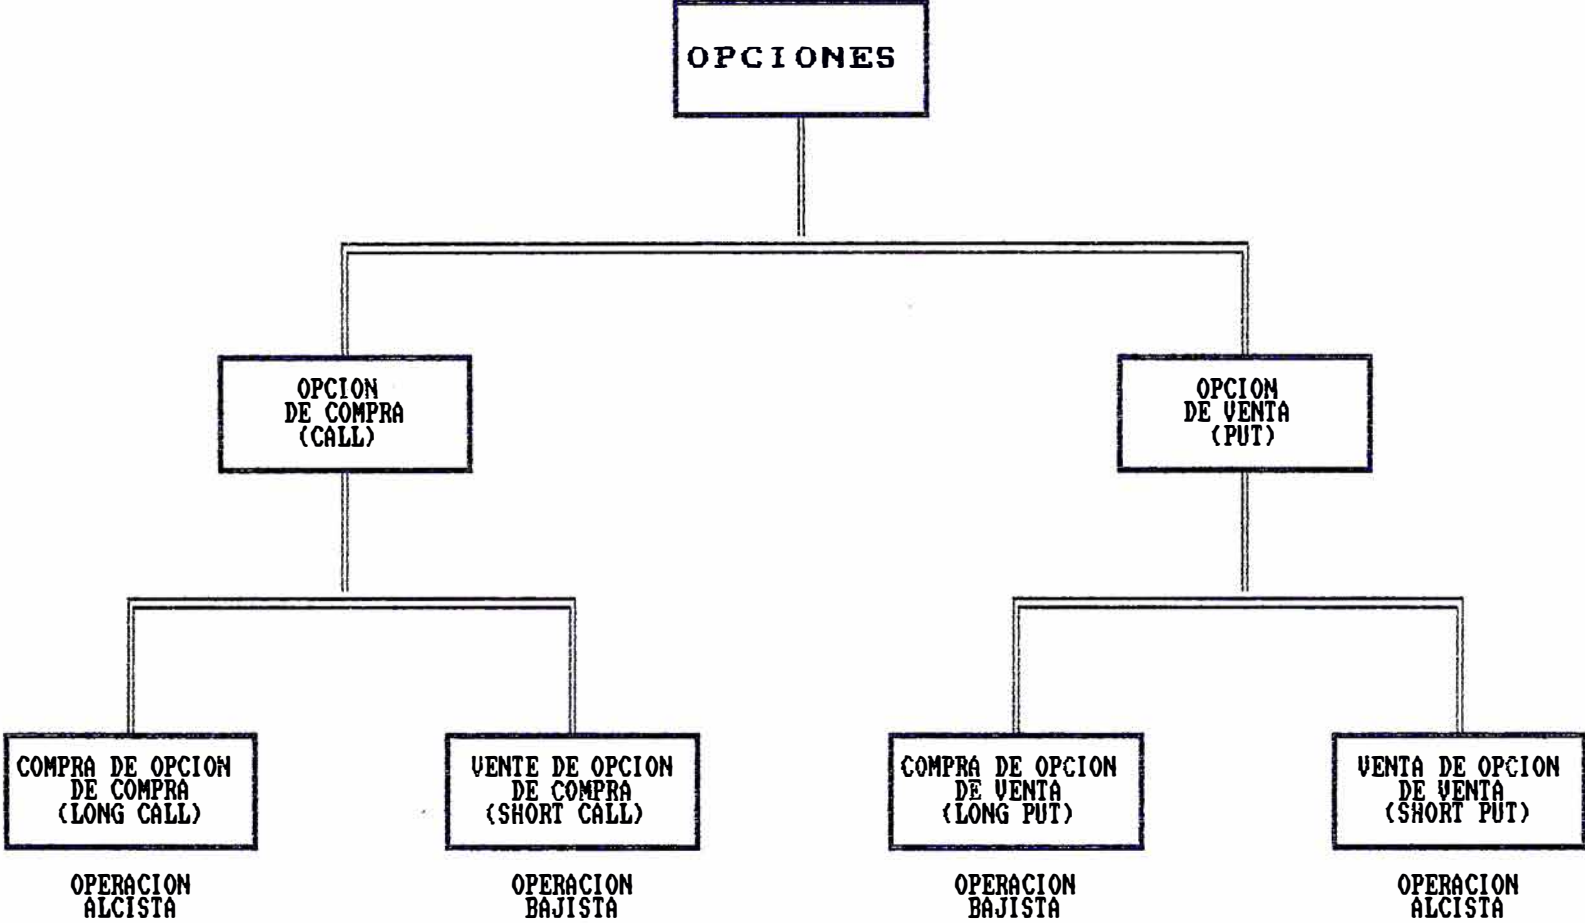 OPCIONES
OPCION
DE COMPRA
(CALL)
OPCION
DE VENTA
(PUT)
COMPRA DE OPCION
DE COMPRA
(LONG CALL)
VENTE DE OPCION
DE COMPRA
(SHORT CALL)
COMPRA DE OPCION
DE VENTA
(LONG PUT)
VENTA DE OPCION
DE VENTA
(SHORT PUT)
OPERACION
ALCISTA
OPERACION
BAJISTA
OPERACION
BAJISTA
OPERACION
ALCISTA